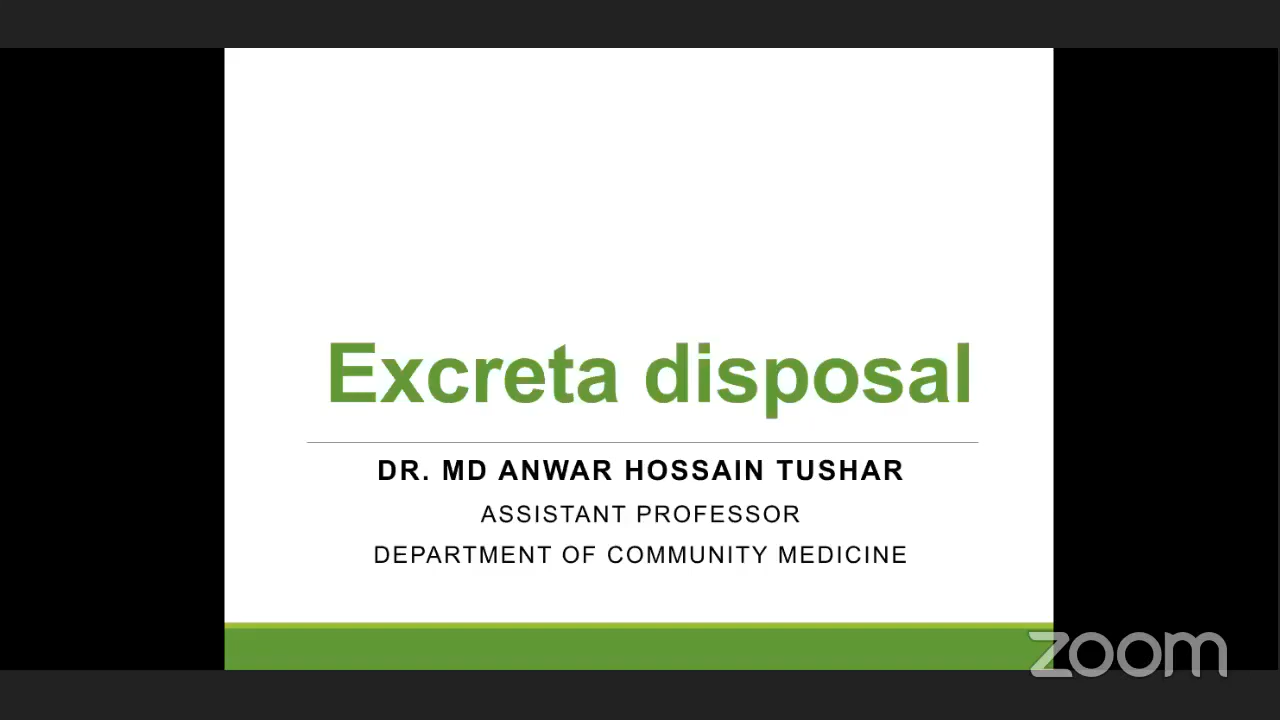 Excreta disposal
DR. MD ANWAR HOSSAIN TUSHAR
ASSISTANT PROFESSOR
DEPARTMENT OF COMMUNITY MEDICINE
zoom